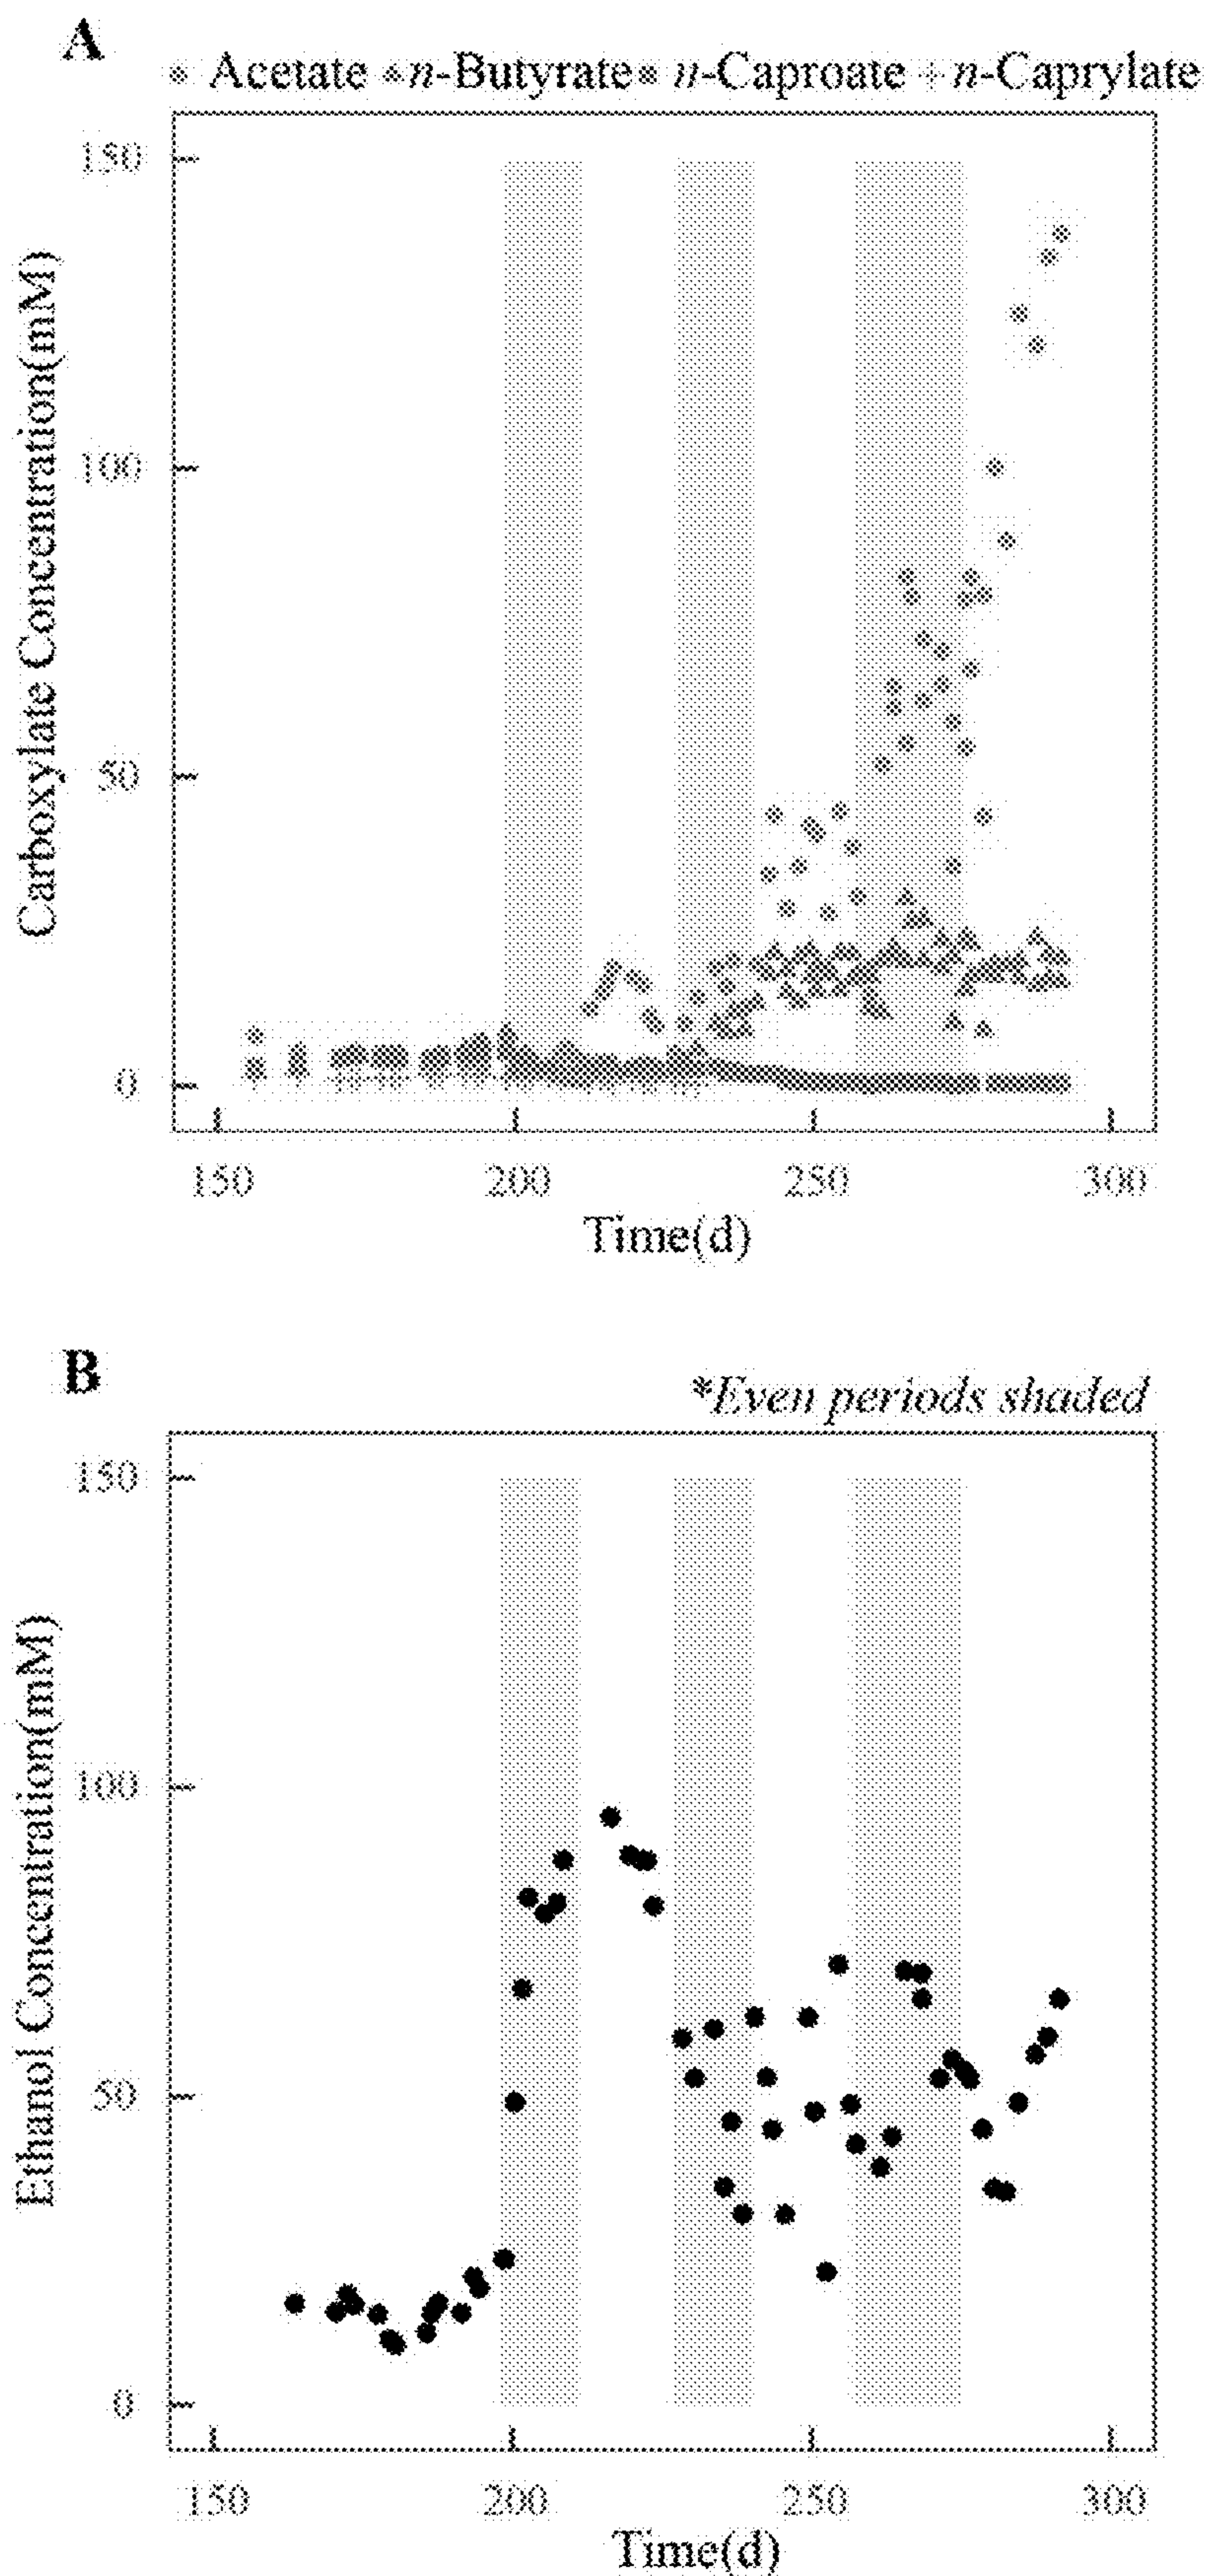 A
Acetate n-Butyrate n-Caproate + n-Caprylate
150
100
50
0
Carboxylate Concentration(mM)
150 200 250 300
Time(d)
B
*Even periods shaded
150
100
50
0
Ethanol Concentration(mM)
150 200 250 300
Time(d)